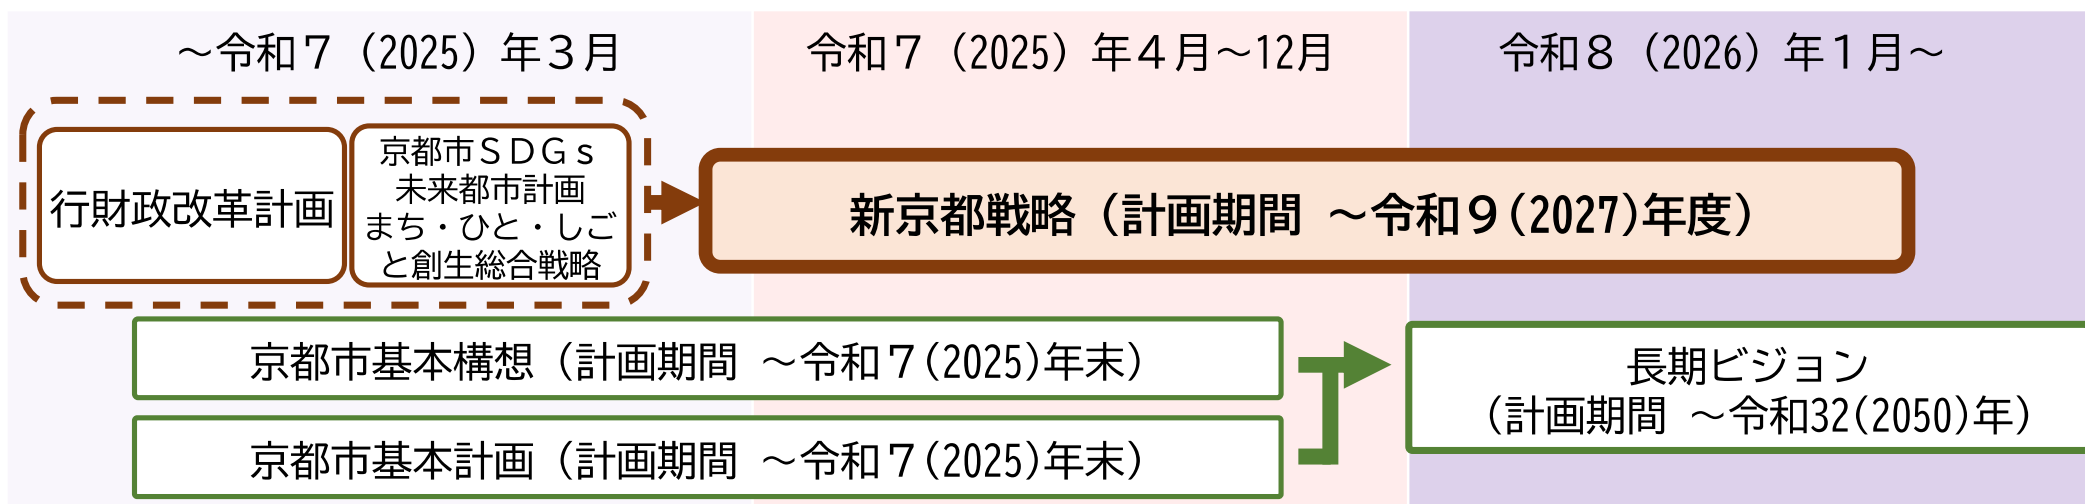 ～令和７（2025）年３月
令和７（2025）年４月～12月
令和８（2026）年１月～
行財政改革計画
京都市ＳＤＧｓ
未来都市計画
まち・ひと・しご
と創生総合戦略
新京都戦略（計画期間　～令和９(2027)年度）
京都市基本構想（計画期間　～令和７(2025)年末）
京都市基本計画（計画期間　～令和７(2025)年末）
長期ビジョン
（計画期間　～令和32(2050)年）